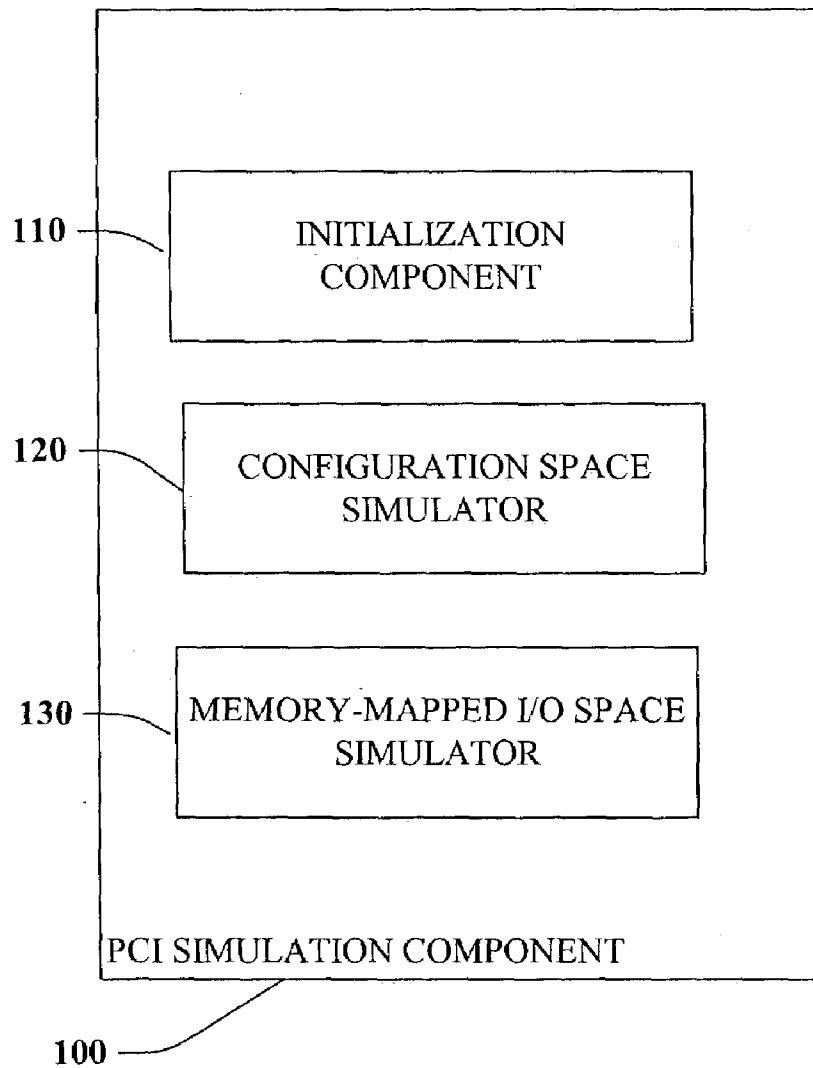 110
INITIALIZATION
COMPONENT
120
CONFIGURATION SPACE
SIMULATOR
130
MEMORY-MAPPED I/O SPACE
SIMULATOR
PCI SIMULATION COMPONENT
100